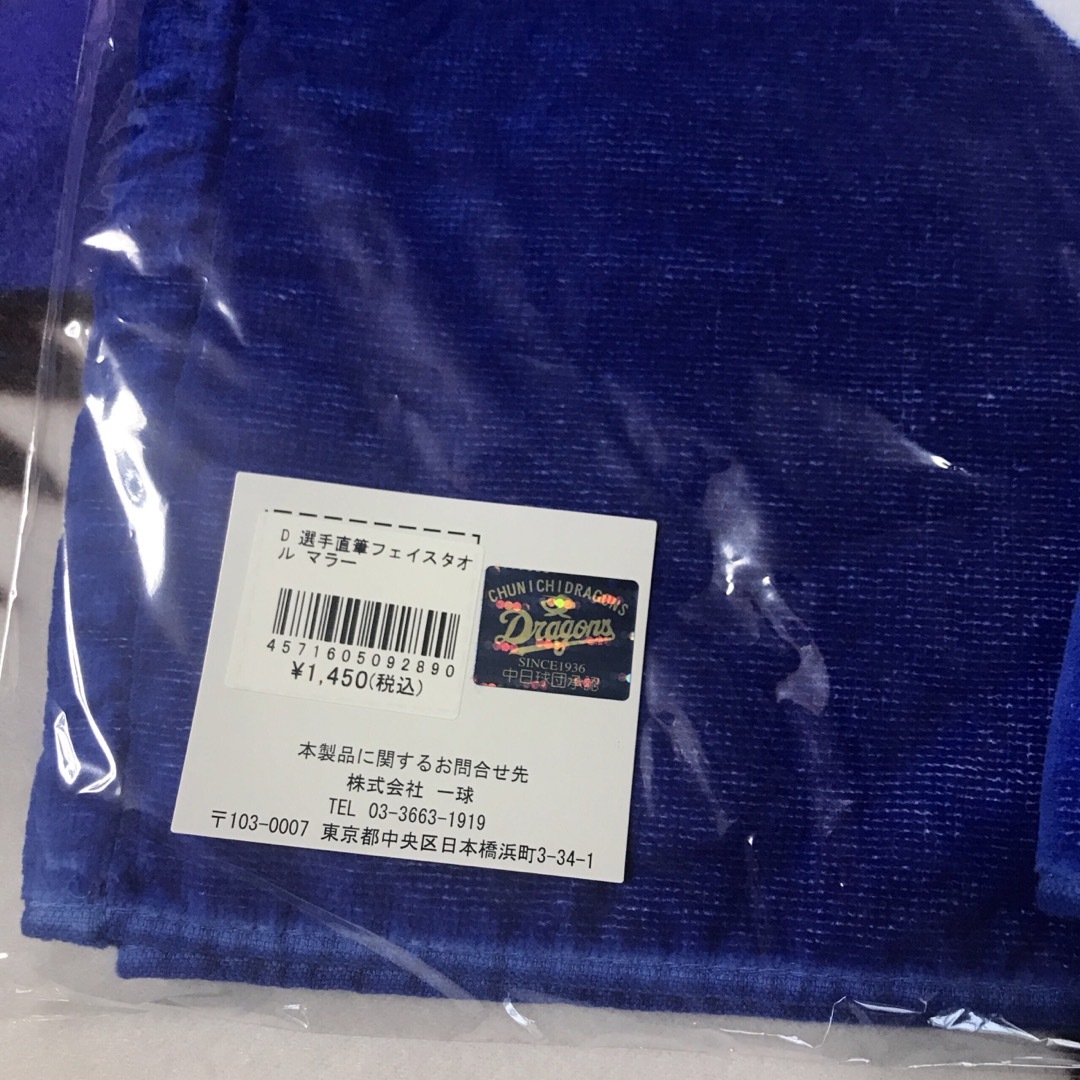 D 選手直筆フェイスタオ
ル マラー
4571605092890
¥1,450(税込)
CHUNICHIDRAGONS
Dragons
SINCE1936
中日球団承認
本製品に関するお問合せ先
株式会社 一球
TEL 03-3663-1919
〒103-0007 東京都中央区日本橋浜町3-34-1